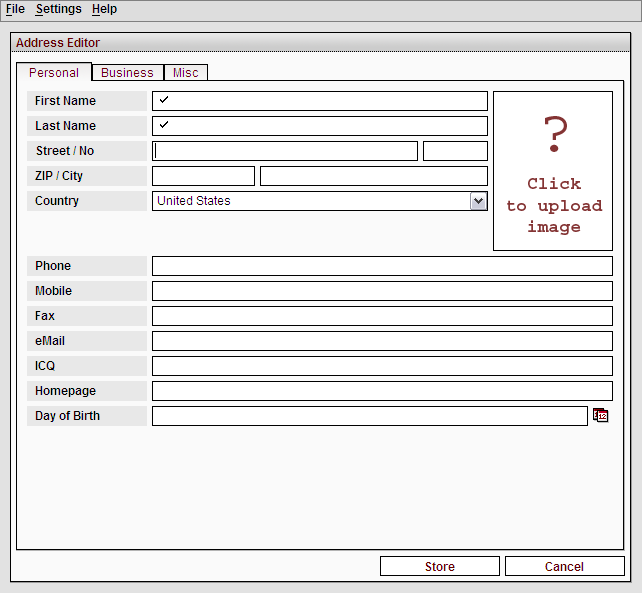 File Settings Help
Address Editor
Personal Business Misc
First Name
Last Name
Street / No
ZIP / City
Country United States
?
Click
to upload
image
Phone
Mobile
Fax
eMail
ICQ
Homepage
Day of Birth 12
Store Cancel